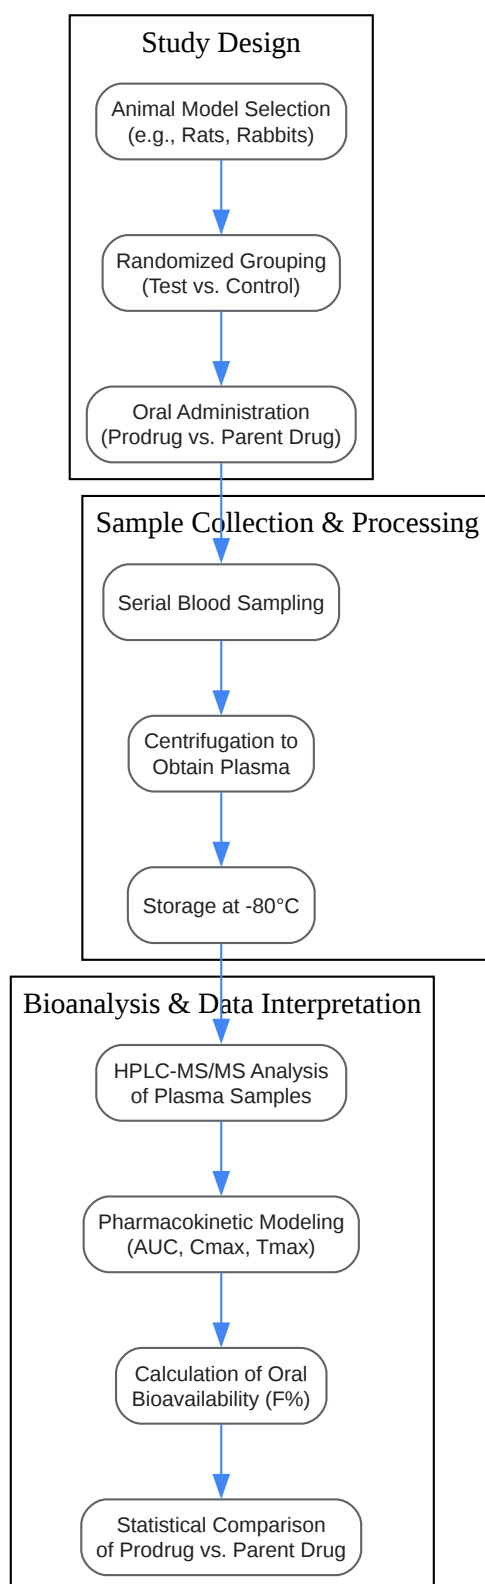 Study Design
Animal Model Selection
(e.g., Rats, Rabbits)
Randomized Grouping
(Test vs. Control)
Oral Administration
(Prodrug vs. Parent Drug)
Sample Collection & Processing
Serial Blood Sampling
Centrifugation to
Obtain Plasma
Storage at -80°C
Bioanalysis & Data Interpretation
HPLC-MS/MS Analysis
of Plasma Samples
Pharmacokinetic Modeling
(AUC, Cmax, Tmax)
Calculation of Oral
Bioavailability (F%)
Statistical Comparison
of Prodrug vs. Parent Drug